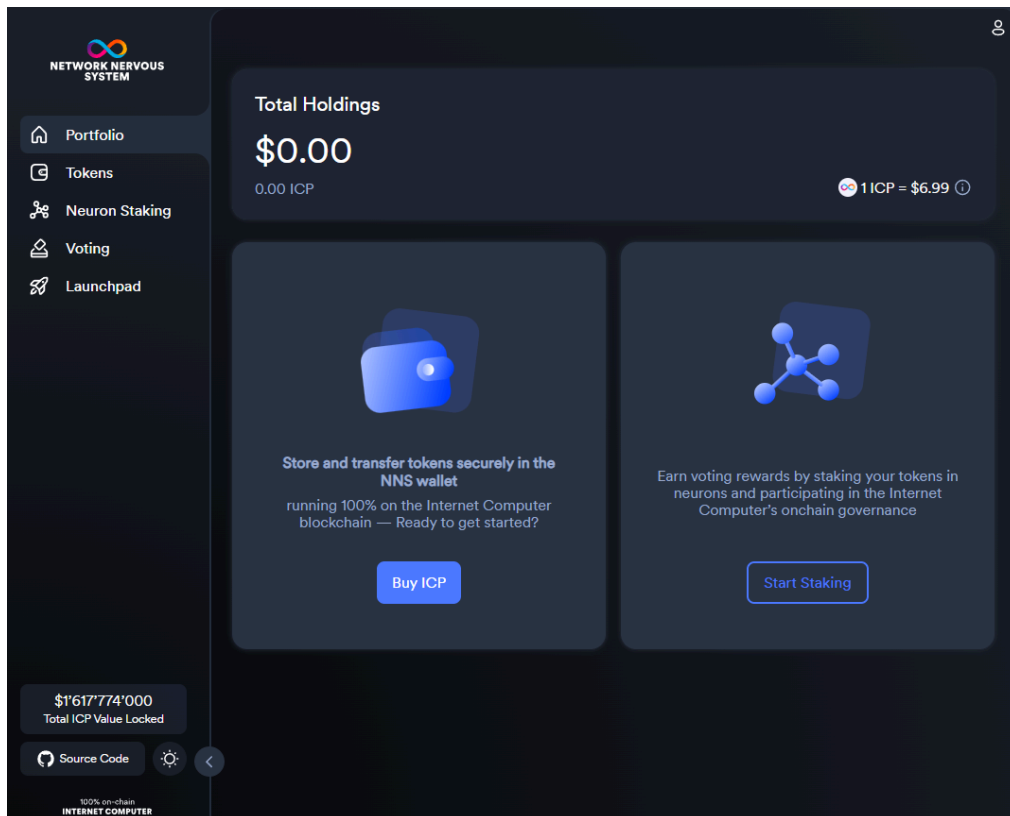 NETWORK NERVOUS
SYSTEM
Portfolio
Tokens
Neuron Staking
Voting
Launchpad
$1'617'774'000
Total ICP Value Locked
Source Code
100% on-chain
INTERNET COMPUTER
Total Holdings
$0.00
0.00 ICP
1 ICP = $6.99
Store and transfer tokens securely in the
NNS wallet
running 100% on the Internet Computer
blockchain — Ready to get started?
Buy ICP
Earn voting rewards by staking your tokens in
neurons and participating in the Internet
Computer's onchain governance
Start Staking